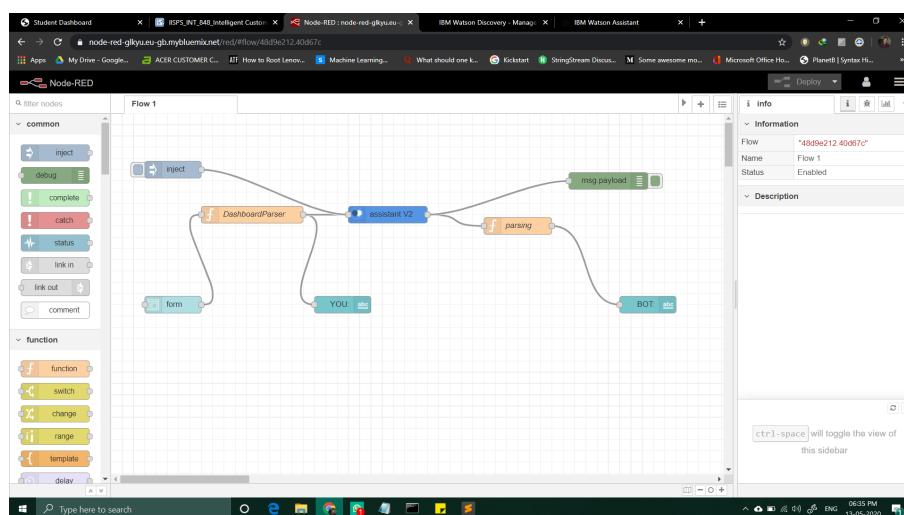 Student Dashboard
IISPS_INT_848_Intelligent Custom
Node-RED : node-red-glkyu.eu-g
IBM Watson Discovery - Manage
IBM Watson Assistant
node-red-glkyu.eu-gb.mybluemix.net/red/#flow/48d9e212.40d67c
Apps
My Drive - Google...
ACER CUSTOMER C...
How to Root Lenov...
Machine Learning...
What should one k...
Kickstart
StringStream Discus...
Some awesome mo...
Microsoft Office Ho...
PlanetB | Syntax Hi...
Node-RED
Deploy
filter nodes
Flow 1
info
common
inject
debug
complete
catch
status
link in
link out
comment
function
function
switch
change
range
template
delay
inject
DashboardParser
assistant V2
msg.payload
parsing
form
YOU:
abc
BOT:
abc
Information
Flow "48d9e212.40d67c"
Name Flow 1
Status Enabled
Description
ctrl-space will toggle the view of
this sidebar
Type here to search
ENG
06:35 PM
13-05-2020